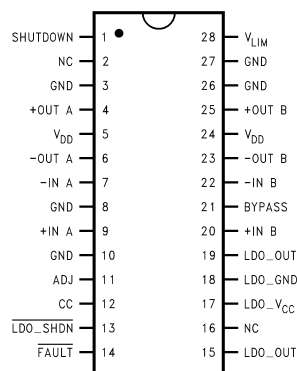 SHUTDOWN 1 28 VLIM
NC 2 27 GND
GND 3 26 GND
+OUT A 4 25 +OUT B
VDD 5 24 VDD
-OUT A 6 23 -OUT B
-IN A 7 22 -IN B
GND 8 21 BYPASS
+IN A 9 20 +IN B
GND 10 19 LDO_OUT
ADJ 11 18 LDO_GND
CC 12 17 LDO_VCC
LDO_SHDN 13 16 NC
FAULT 14 15 LDO_OUT